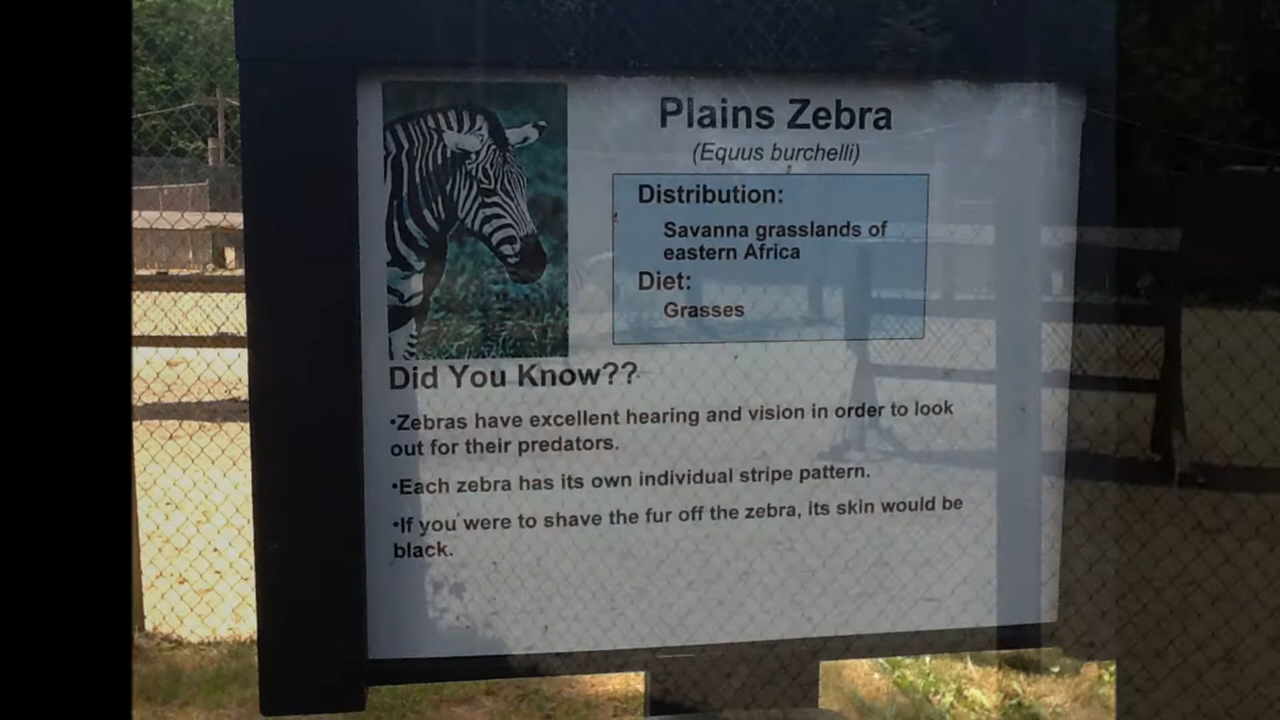 Plains Zebra
(Equus burchelli)
Distribution:
Savanna grasslands of
eastern Africa
Diet:
Grasses
Did You Know??
•Zebras have excellent hearing and vision in order to look
out for their predators.
•Each zebra has its own individual stripe pattern.
•If you were to shave the fur off the zebra, its skin would be
black.